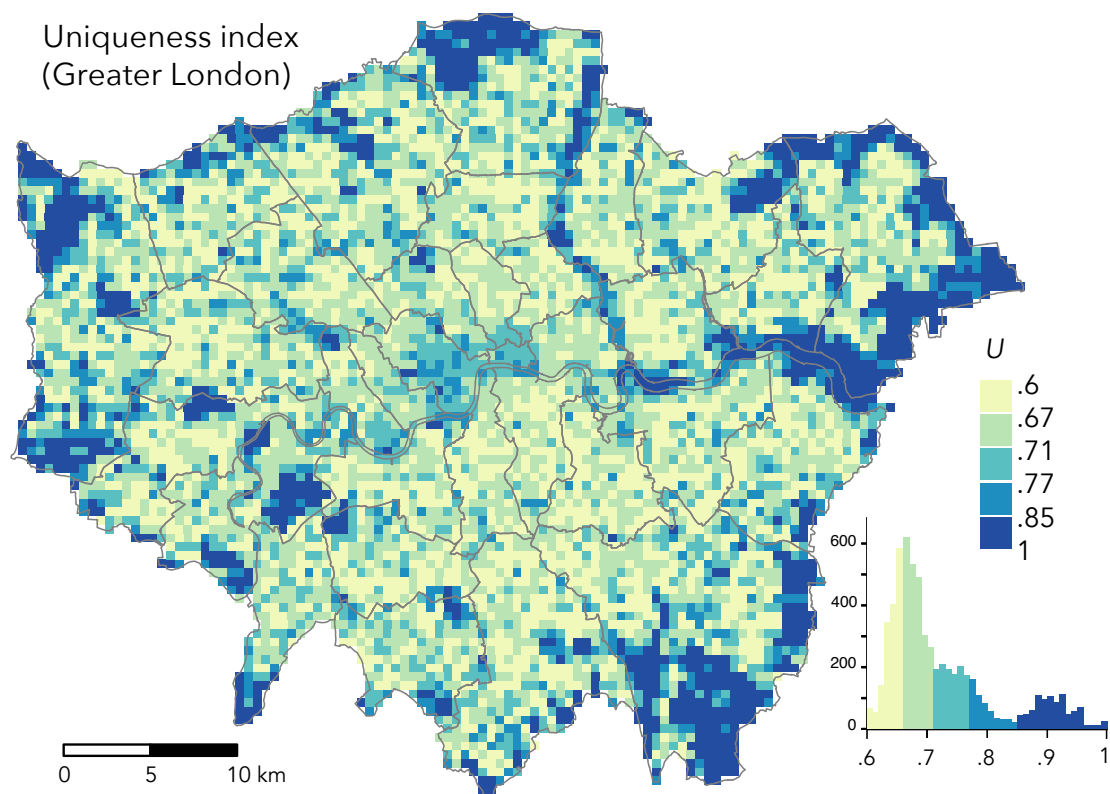 Uniqueness index
(Greater London)
U
.6
.67
.71
.77
.85
1
600
400
200
0
.6 .7 .8 .9 1
0 5 10 km